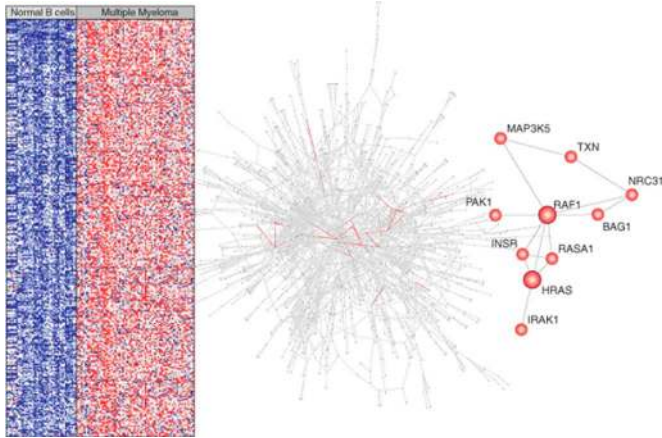 Normal B cells
Multiple Myeloma
MAP3K5
TXN
NRC31
PAK1
RAF1
BAG1
INSR
RASA1
HRAS
IRAK1